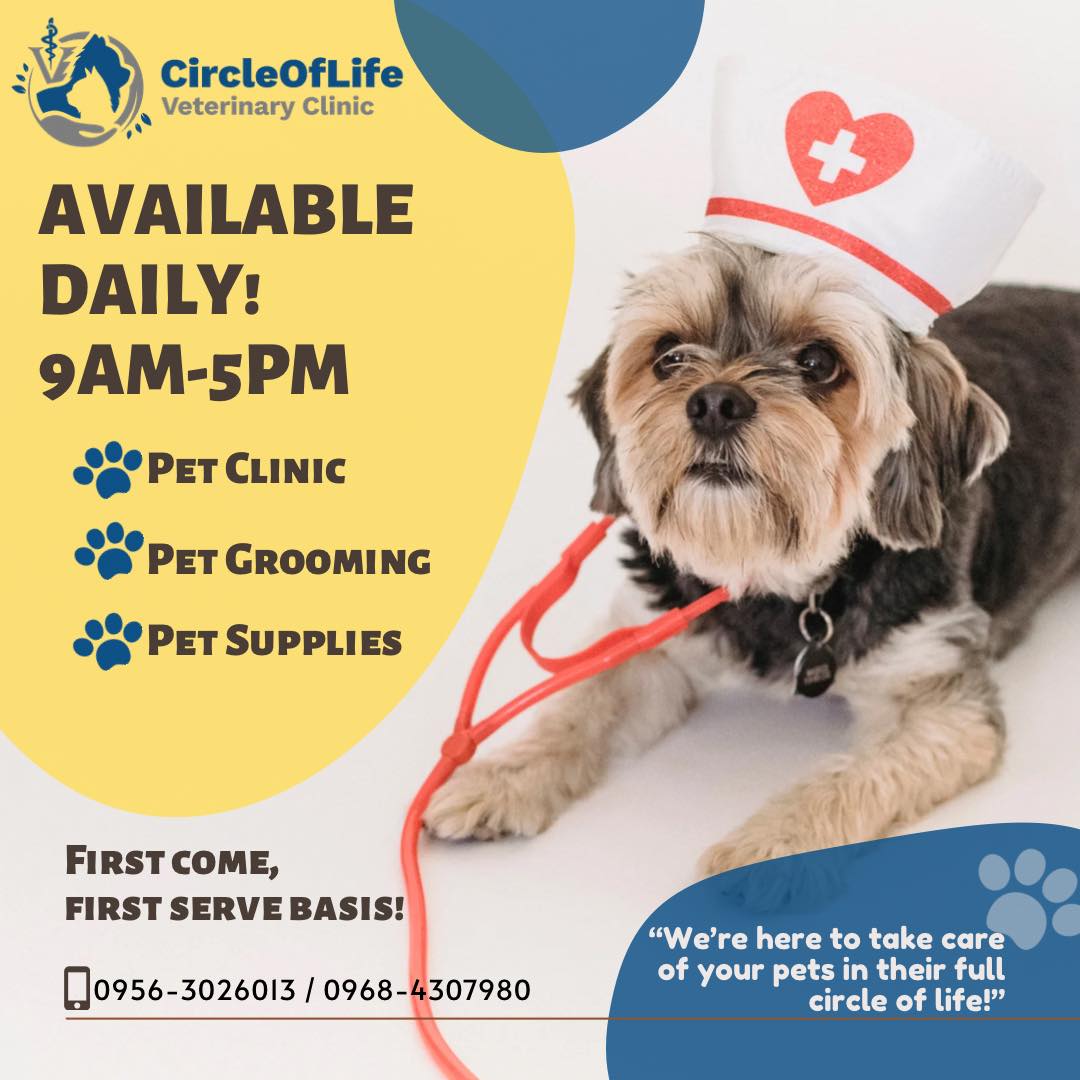 CircleOfLife
Veterinary Clinic
AVAILABLE
DAILY!
9AM-5PM
Pet Clinic
Pet Grooming
Pet Supplies
First come,
first serve basis!
0956-3026013 / 0968-4307980
“We’re here to take care
of your pets in their full
circle of life!”